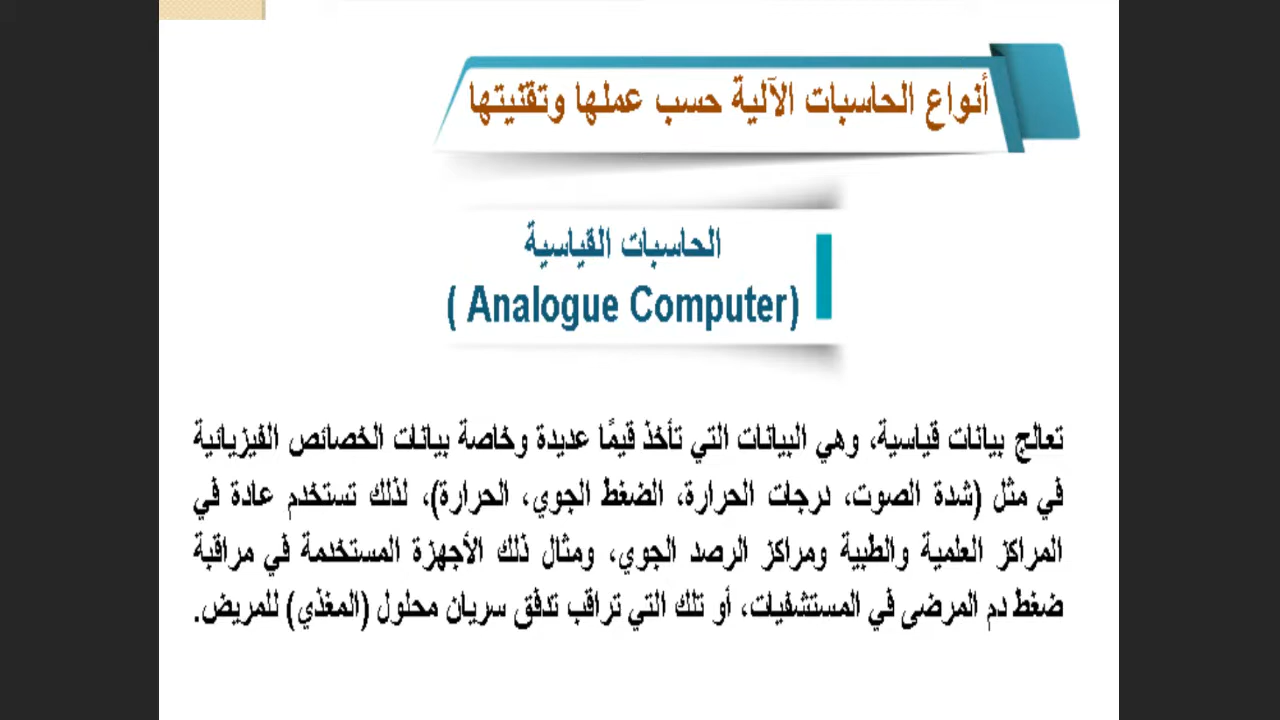 أنواع الحاسبات الآلية حسب عملها وتقنيتها
الحاسبات القياسية
( Analogue Computer)
تعالج بيانات قياسية، وهي البيانات التي تأخذ قيمًا عديدة وخاصة بيانات الخصائص الفيزيائية
في مثل (شدة الصوت، درجات الحرارة، الضغط الجوي، الحرارة)، لذلك تستخدم عادة في
المراكز العلمية والطبية ومراكز الرصد الجوي، ومثال ذلك الأجهزة المستخدمة في مراقبة
ضغط دم المرضى في المستشفيات، أو تلك التي تراقب تدفق سريان محلول (المغذي) للمريض.